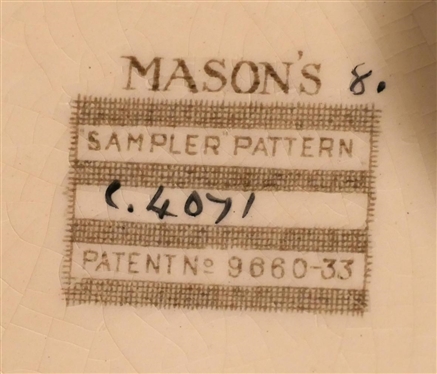 MASON'S 8.
"SAMPLER" PATTERN
C.4071
PATENT No 9660-33